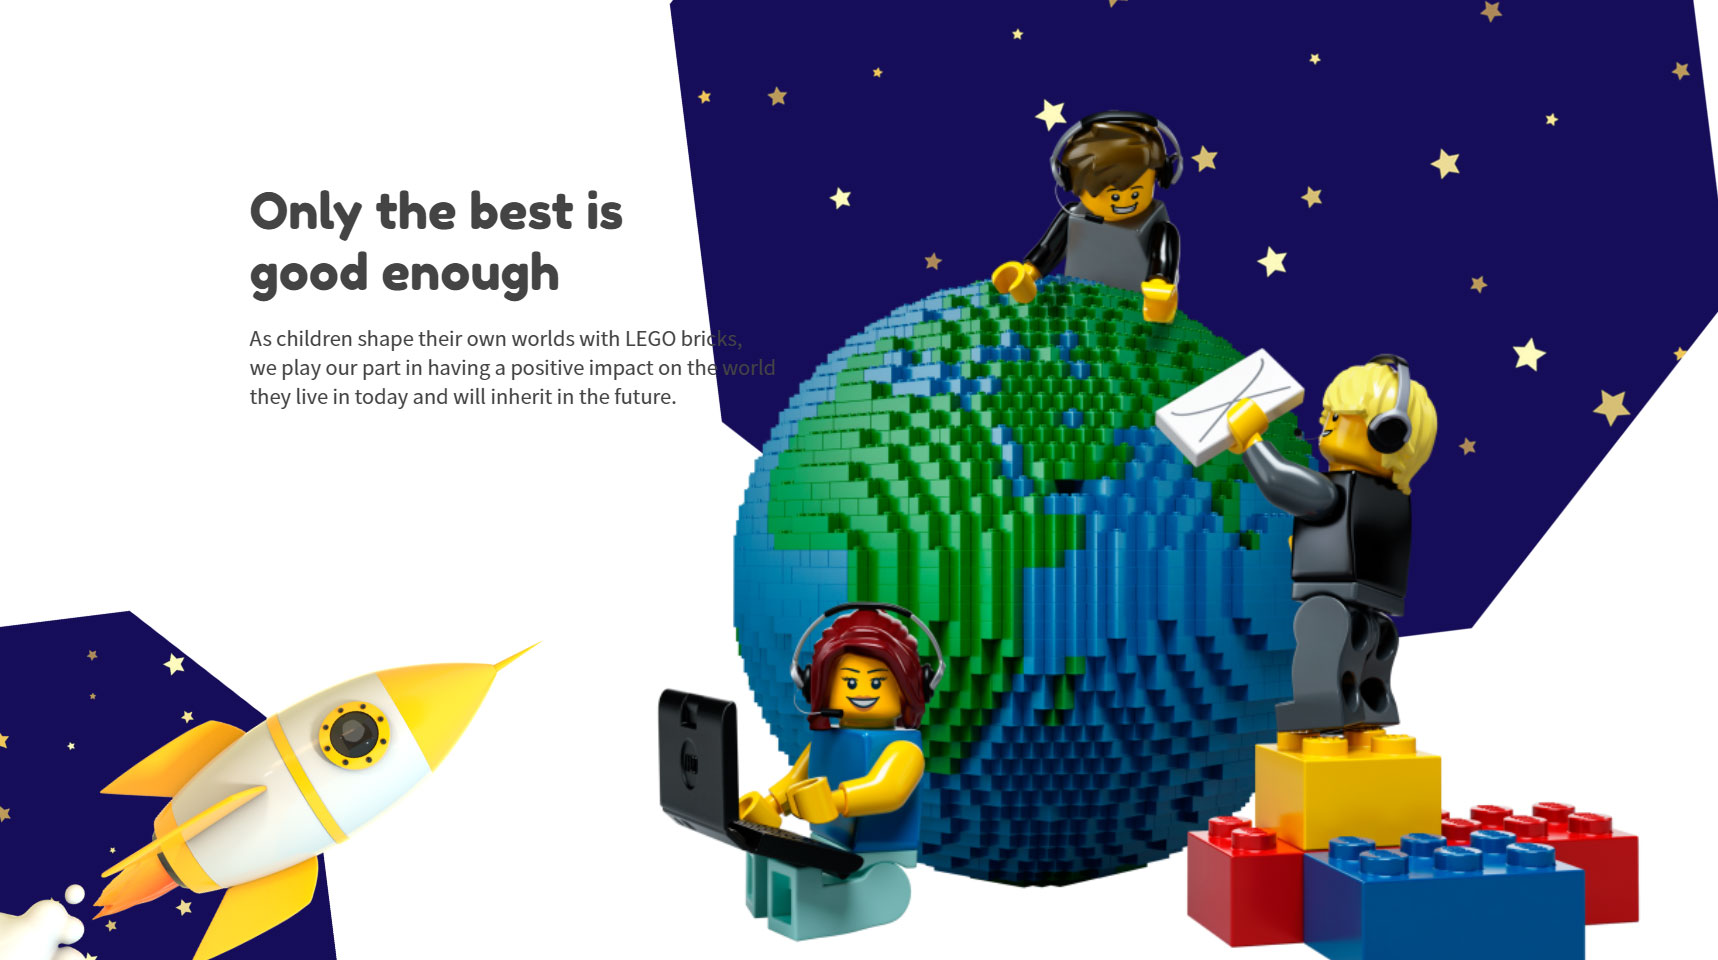 Only the best is
good enough
As children shape their own worlds with LEGO bricks,
we play our part in having a positive impact on the world
they live in today and will inherit in the future.